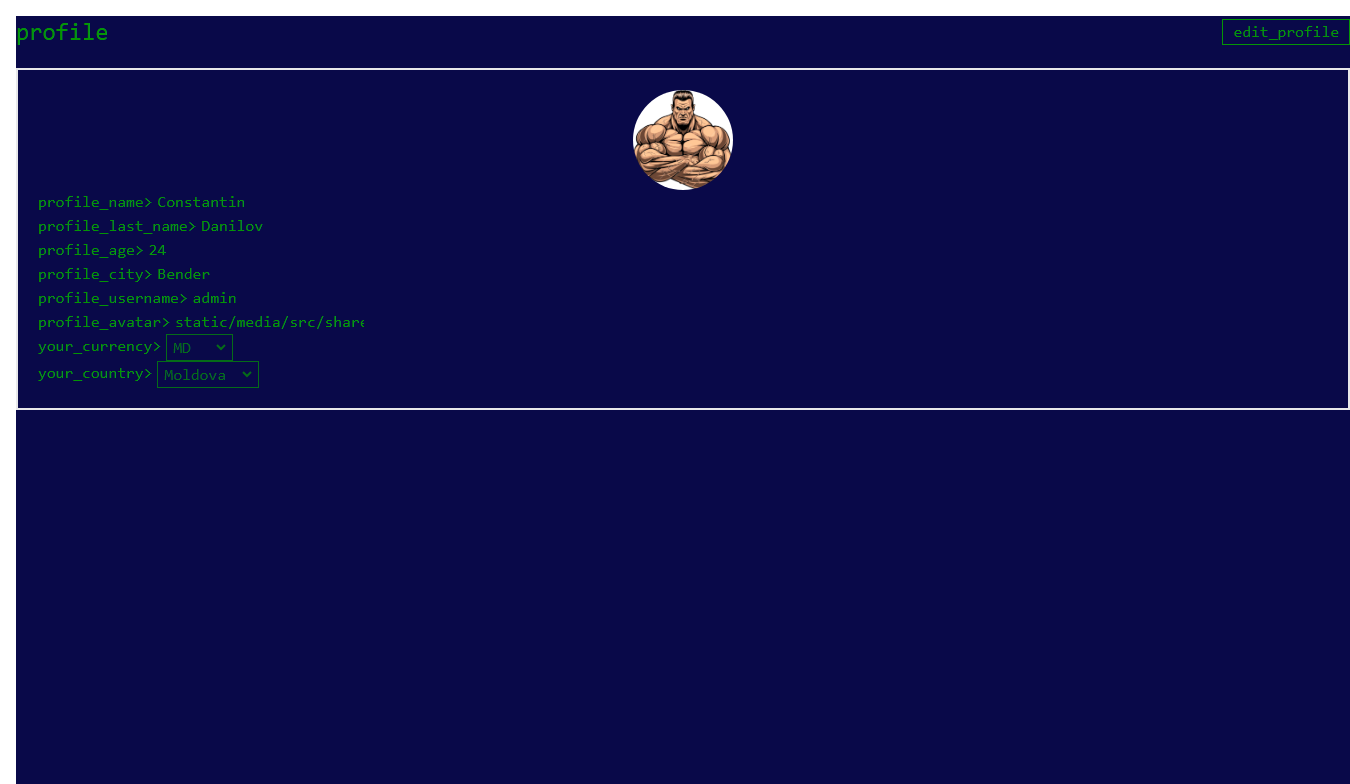 profile
edit_profile
profile_name> Constantin
profile_last_name> Danilov
profile_age> 24
profile_city> Bender
profile_username> admin
profile_avatar> static/media/src/share
your_currency> MD
your_country> Moldova